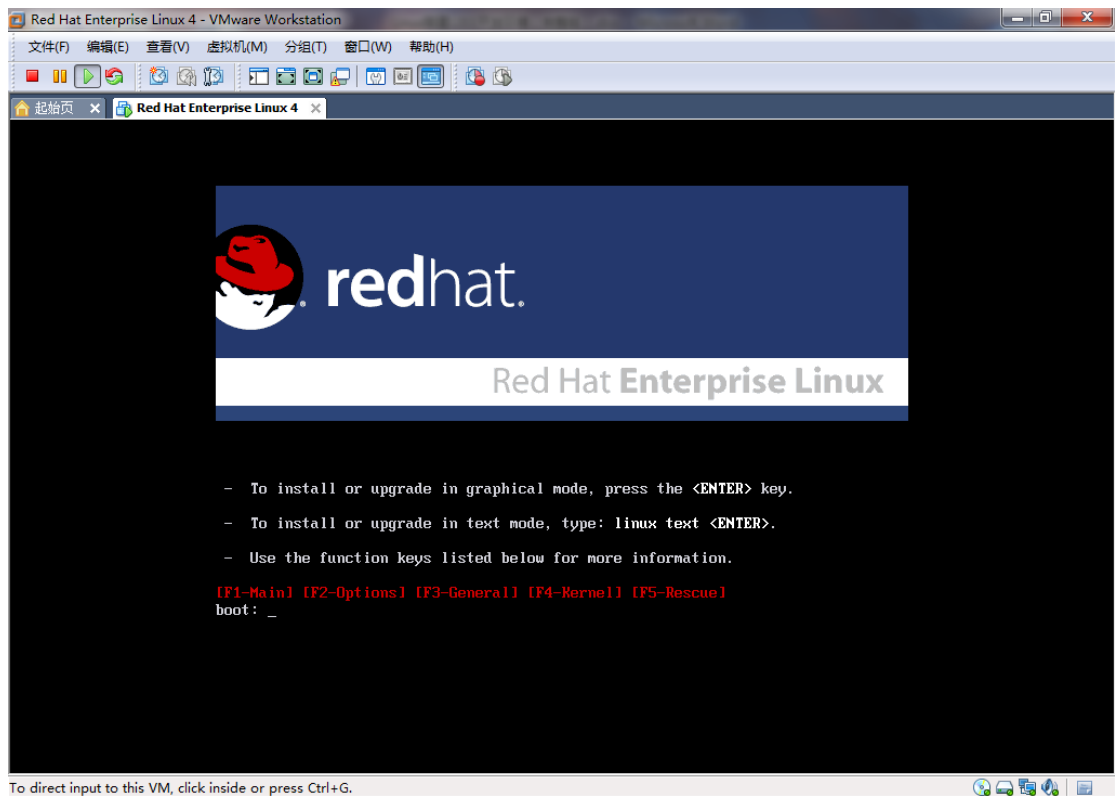 Red Hat Enterprise Linux 4 - VMware Workstation
文件(F) 编辑(E) 查看(V) 虚拟机(M) 分组(T) 窗口(W) 帮助(H)
起始页 Red Hat Enterprise Linux 4
redhat.
Red Hat Enterprise Linux
- To install or upgrade in graphical mode, press the <ENTER> key.
- To install or upgrade in text mode, type: linux text <ENTER>.
- Use the function keys listed below for more information.
[F1-Main] [F2-Options] [F3-General] [F4-Kernel] [F5-Rescue]
boot: _
To direct input to this VM, click inside or press Ctrl+G.